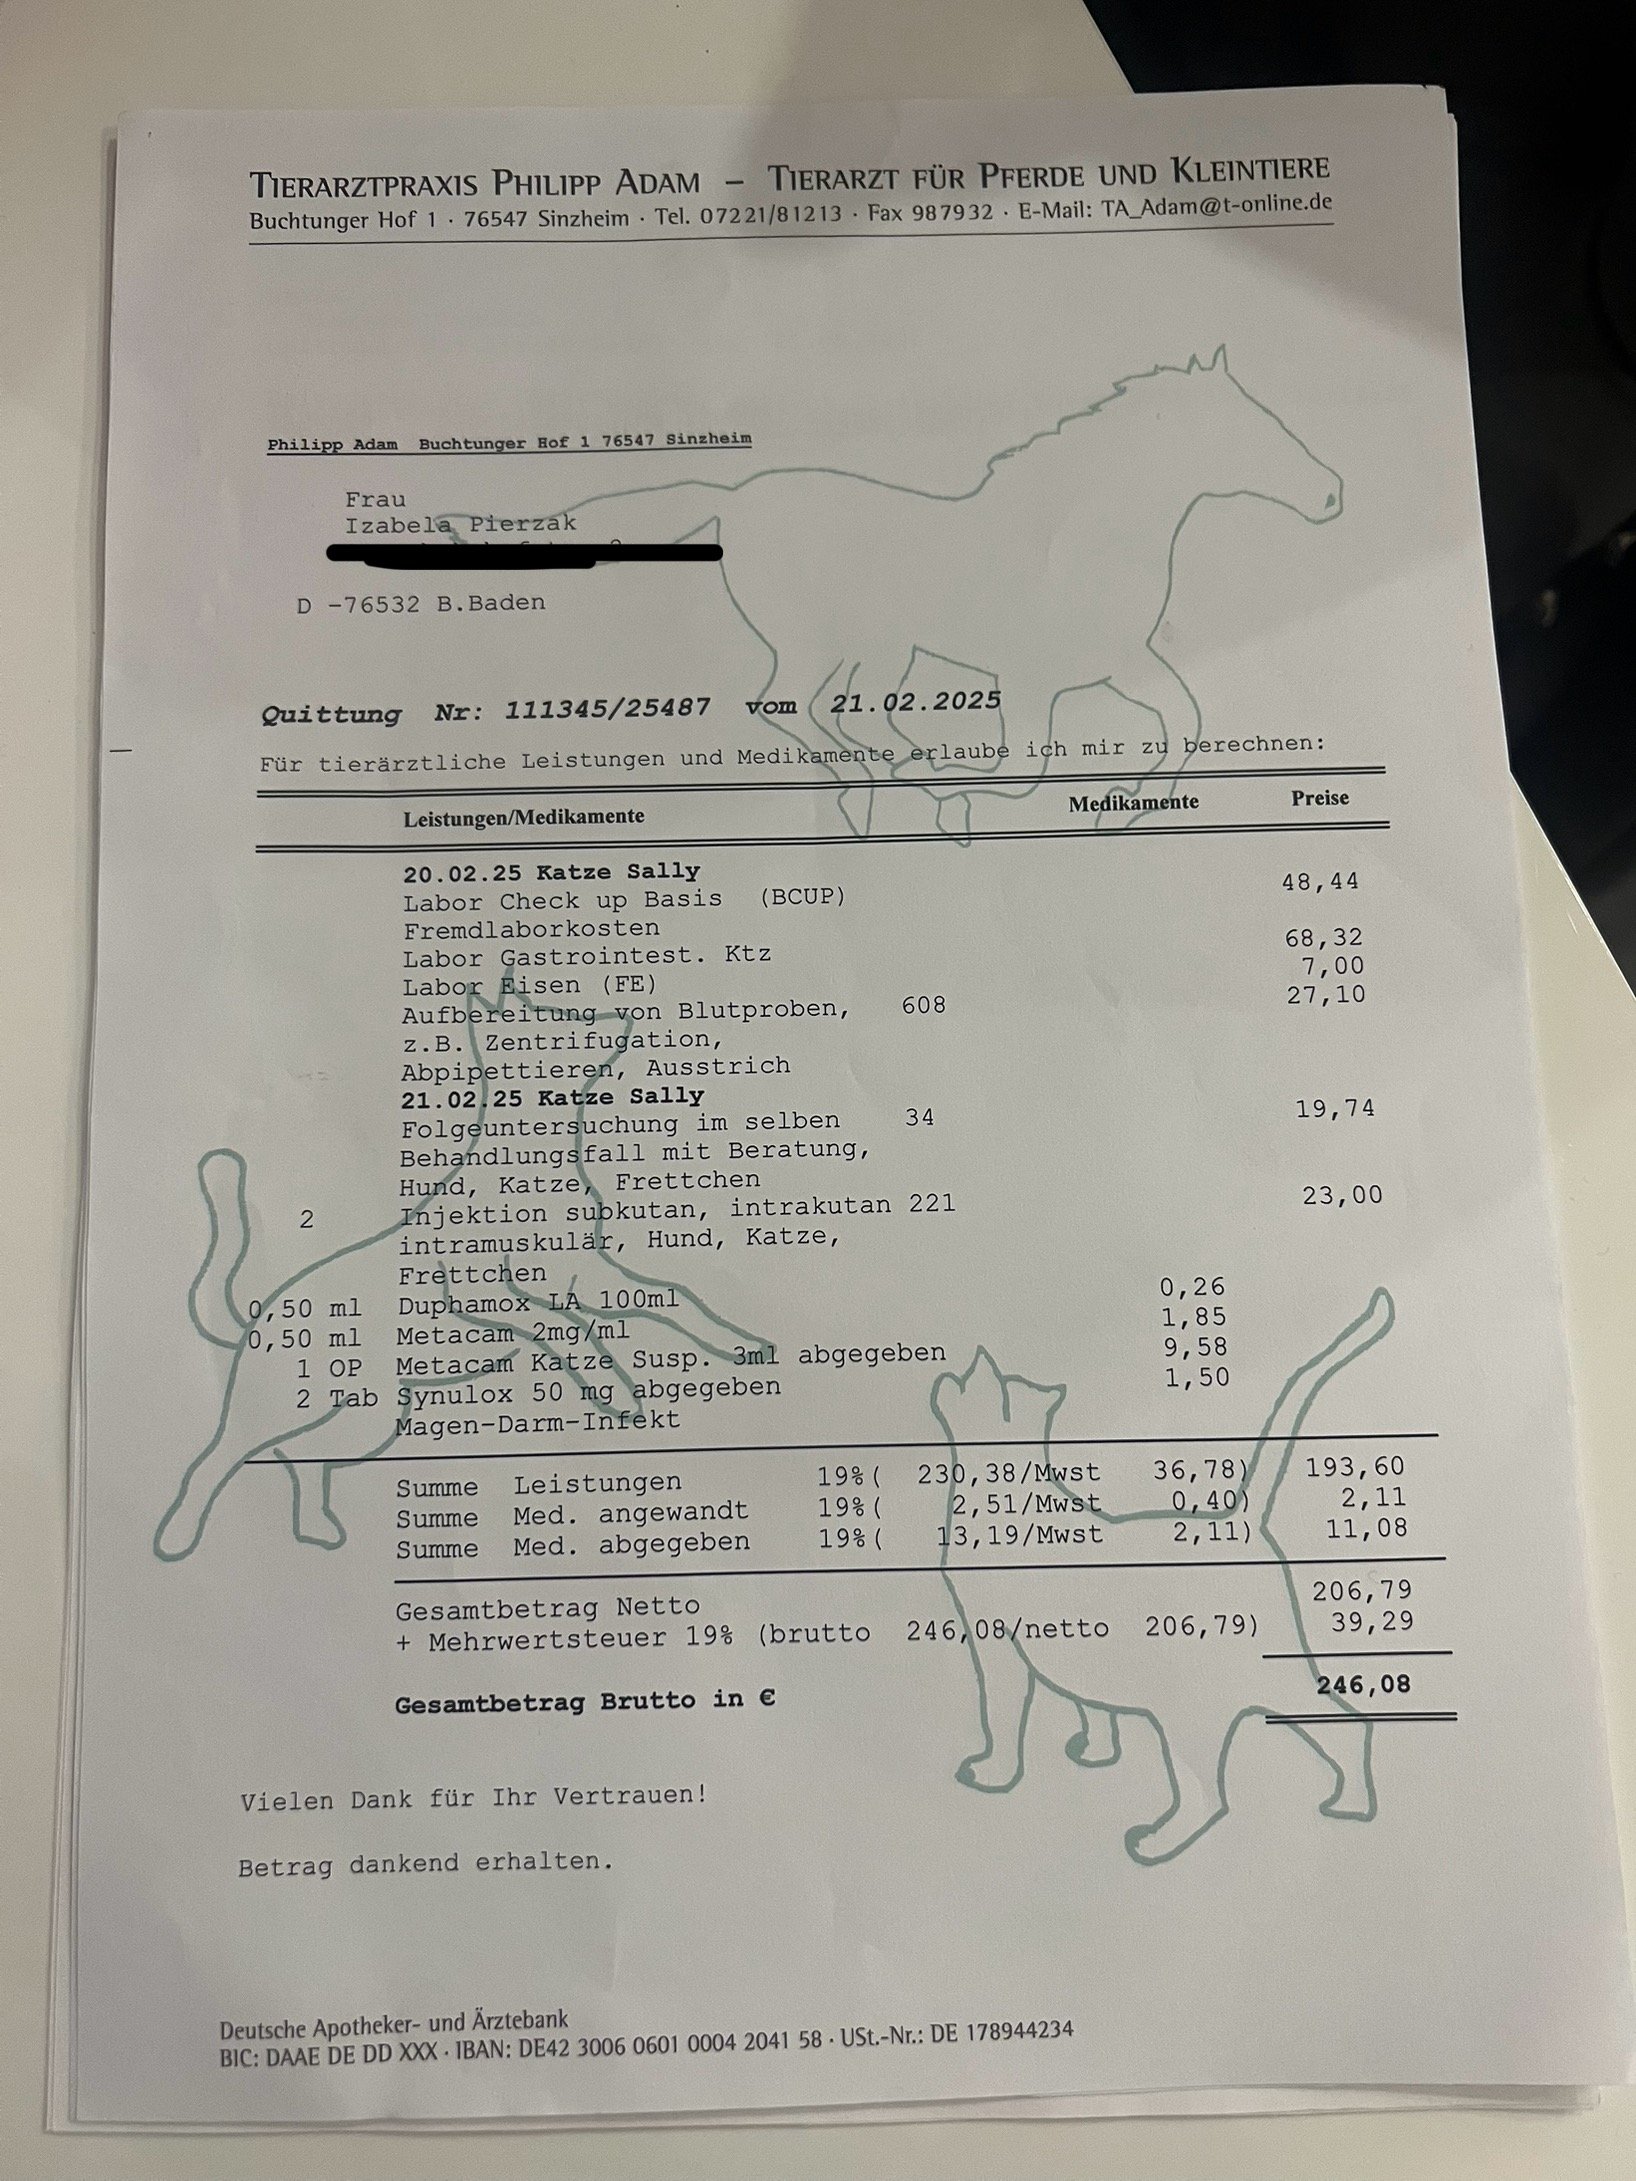 TIERARZTPRAXIS PHILIPP ADAM – TIERARZT FÜR PFERDE UND KLEINTIERE
Buchtunger Hof 1 · 76547 Sinzheim · Tel. 07221/81213 · Fax 987932 · E-Mail: TA_Adam@t-online.de
Philipp Adam Buchtunger Hof 1 76547 Sinzheim
Frau
Izabela Pierzak
D -76532 B.Baden
Quittung Nr: 111345/25487 vom 21.02.2025
Für tierärztliche Leistungen und Medikamente erlaube ich mir zu berechnen:
Leistungen/Medikamente Medikamente Preise
20.02.25 Katze Sally
Labor Check up Basis (BCUP) 48,44
Fremdlaborkosten
Labor Gastrointest. Ktz 68,32
Labor Eisen (FE) 7,00
Aufbereitung von Blutproben, 608 27,10
z.B. Zentrifugation,
Abpipettieren, Ausstrich
21.02.25 Katze Sally
Folgeuntersuchung im selben 34 19,74
Behandlungsfall mit Beratung,
Hund, Katze, Frettchen
2 Injektion subkutan, intrakutan 221 23,00
intramuskulär, Hund, Katze,
Frettchen
0,50 ml Duphamox LA 100ml 0,26
0,50 ml Metacam 2mg/ml 1,85
1 OP Metacam Katze Susp. 3ml abgegeben 9,58
2 Tab Synulox 50 mg abgegeben 1,50
Magen-Darm-Infekt
Summe Leistungen 19%( 230,38/Mwst 36,78) 193,60
Summe Med. angewandt 19%( 2,51/Mwst 0,40) 2,11
Summe Med. abgegeben 19%( 13,19/Mwst 2,11) 11,08
Gesamtbetrag Netto 206,79
+ Mehrwertsteuer 19% (brutto 246,08/netto 206,79) 39,29
Gesamtbetrag Brutto in € 246,08
Vielen Dank für Ihr Vertrauen!
Betrag dankend erhalten.
Deutsche Apotheker- und Ärztebank
BIC: DAAE DE DD XXX · IBAN: DE42 3006 0601 0004 2041 58 · USt.-Nr.: DE 178944234